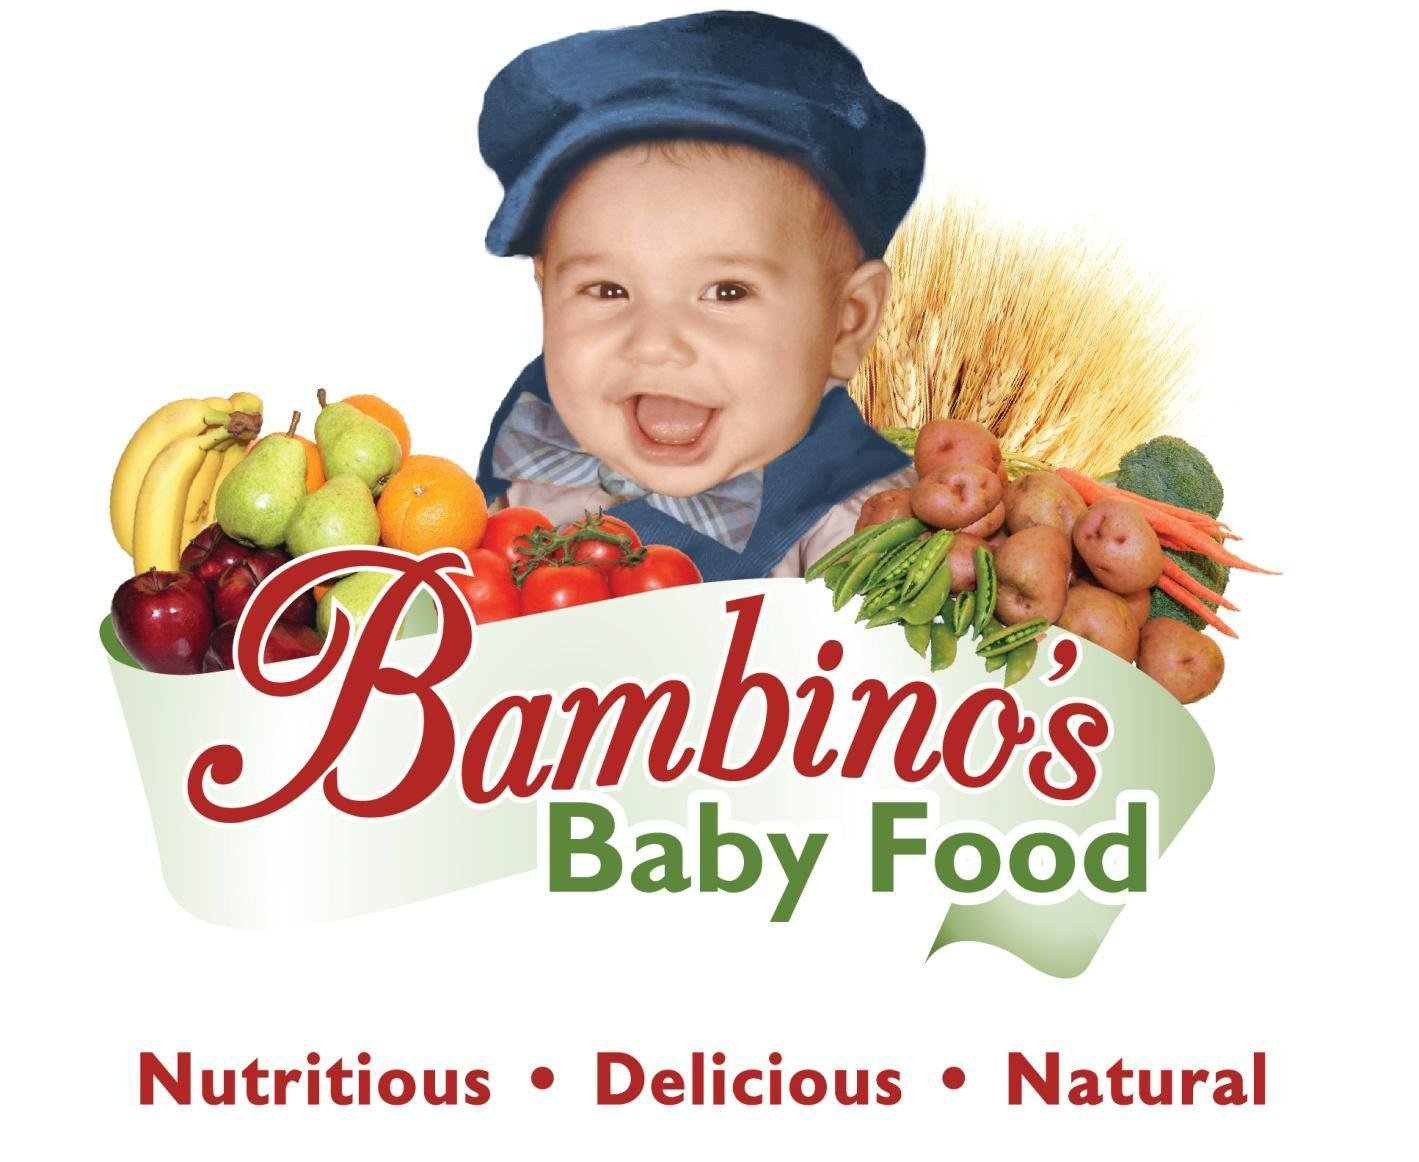 Bambino's
Baby Food
Nutritious • Delicious • Natural